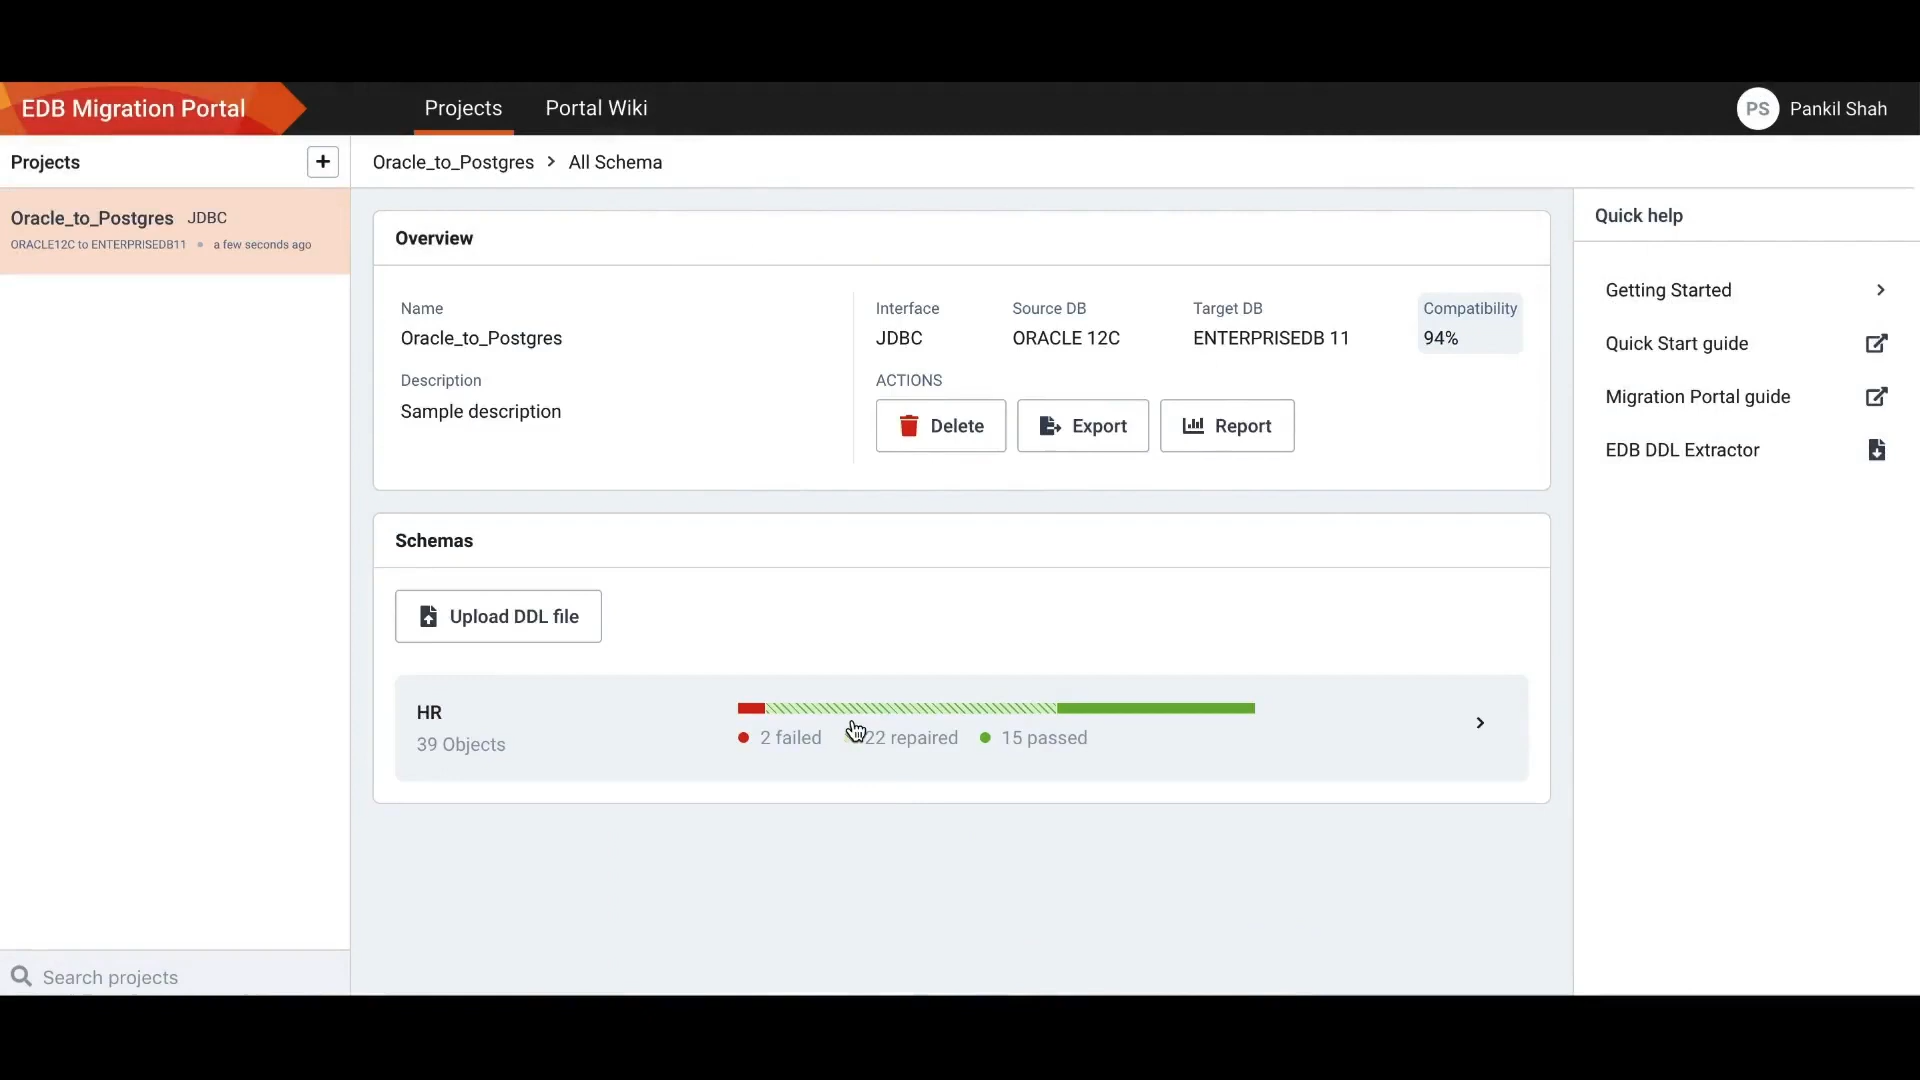 EDB Migration Portal
Projects
Portal Wiki
PS
Pankil Shah
Projects
+
Oracle_to_Postgres > All Schema
Oracle_to_Postgres JDBC
ORACLE12C to ENTERPRISEDB11 • a few seconds ago
Overview
Name
Oracle_to_Postgres
Description
Sample description
Interface
JDBC
Source DB
ORACLE 12C
Target DB
ENTERPRISEDB 11
Compatibility
94%
ACTIONS
Delete
Export
Report
Schemas
Upload DDL file
HR
39 Objects
2 failed
22 repaired
15 passed
Quick help
Getting Started
Quick Start guide
Migration Portal guide
EDB DDL Extractor
Search projects